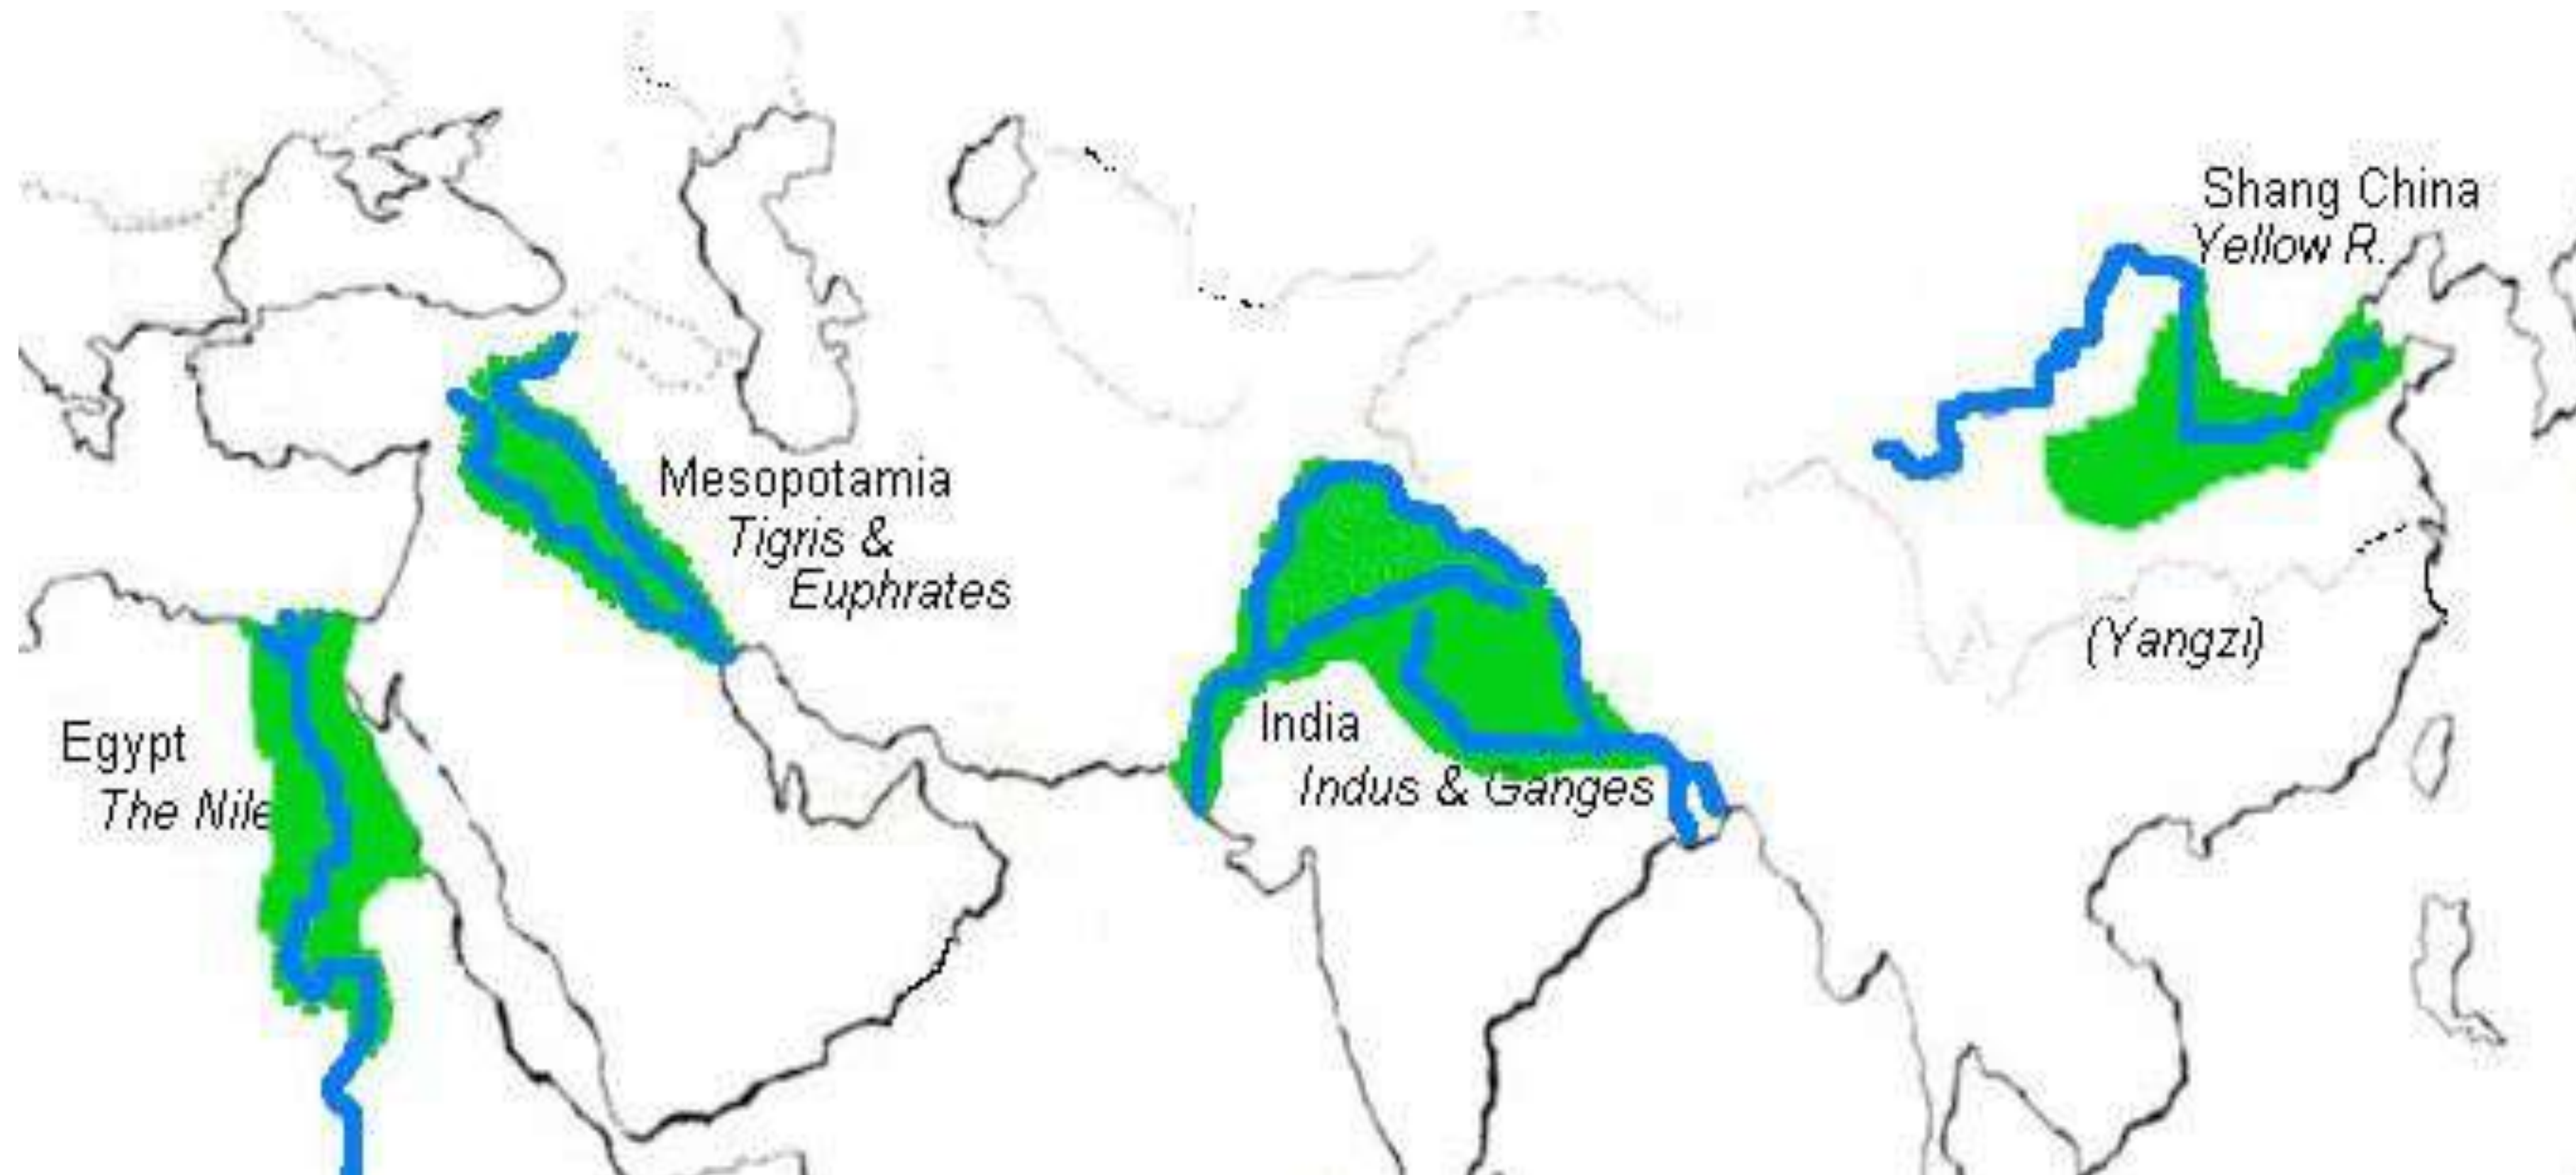 Shang China
Yellow R.
Mesopotamia
Tigris &
Euphrates
(Yangzi)
Egypt
The Nile
India
Indus & Ganges